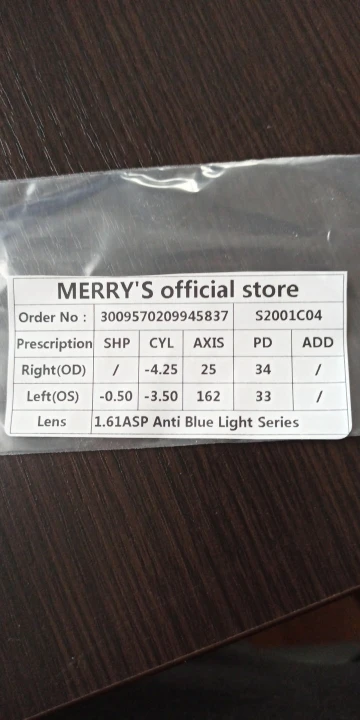 MERRY'S official store
Order No : 3009570209945837 S2001C04
Prescription SHP CYL AXIS PD ADD
Right(OD) / -4.25 25 34 /
Left(OS) -0.50 -3.50 162 33 /
Lens 1.61ASP Anti Blue Light Series